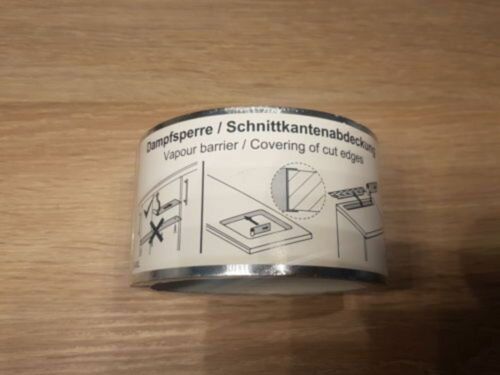 Dampfsperre / Schnittkantenabdeckung
Vapour barrier / Covering of cut edges